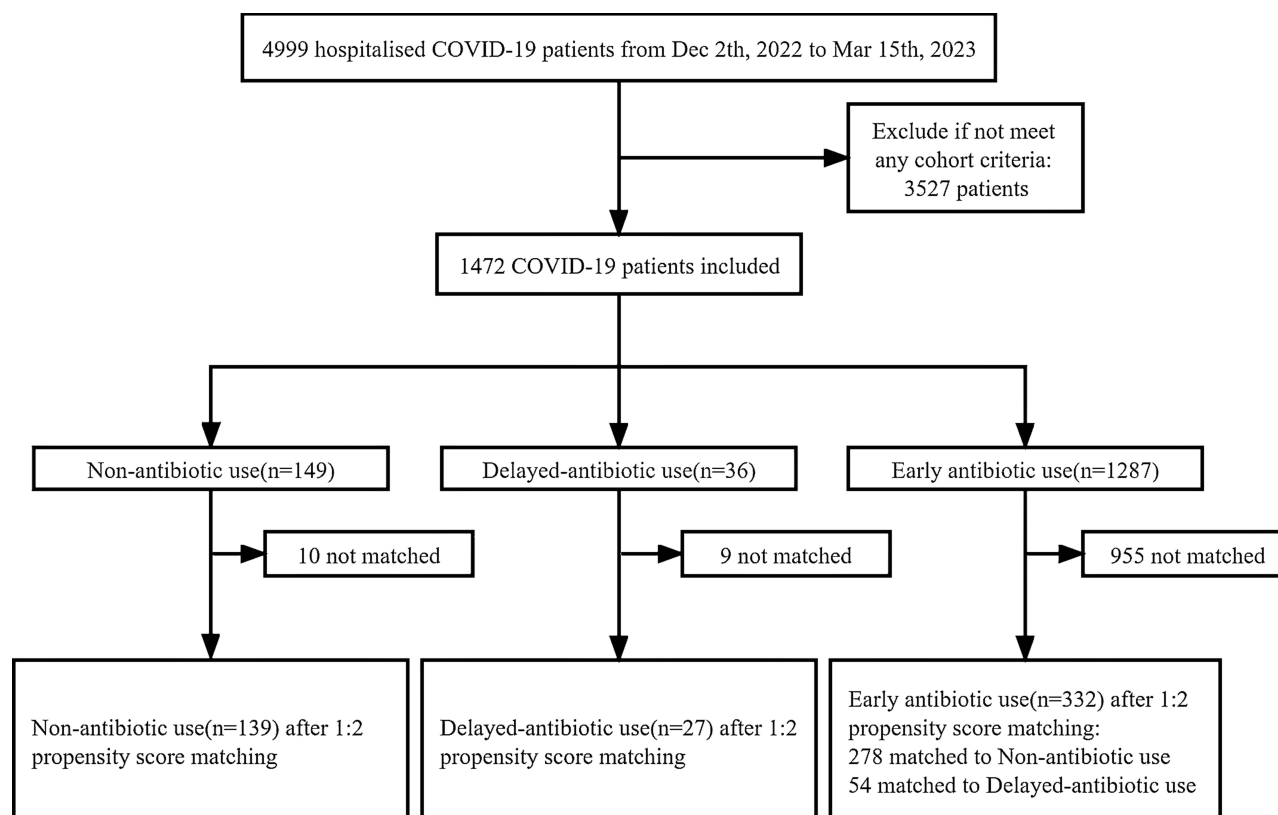 4999 hospitalised COVID-19 patients from Dec 2th, 2022 to Mar 15th, 2023
Exclude if not meet
any cohort criteria:
3527 patients
1472 COVID-19 patients included
Non-antibiotic use(n=149)
Delayed-antibiotic use(n=36)
Early antibiotic use(n=1287)
10 not matched
9 not matched
955 not matched
Non-antibiotic use(n=139) after 1:2
propensity score matching
Delayed-antibiotic use(n=27) after 1:2
propensity score matching
Early antibiotic use(n=332) after 1:2
propensity score matching:
278 matched to Non-antibiotic use
54 matched to Delayed-antibiotic use